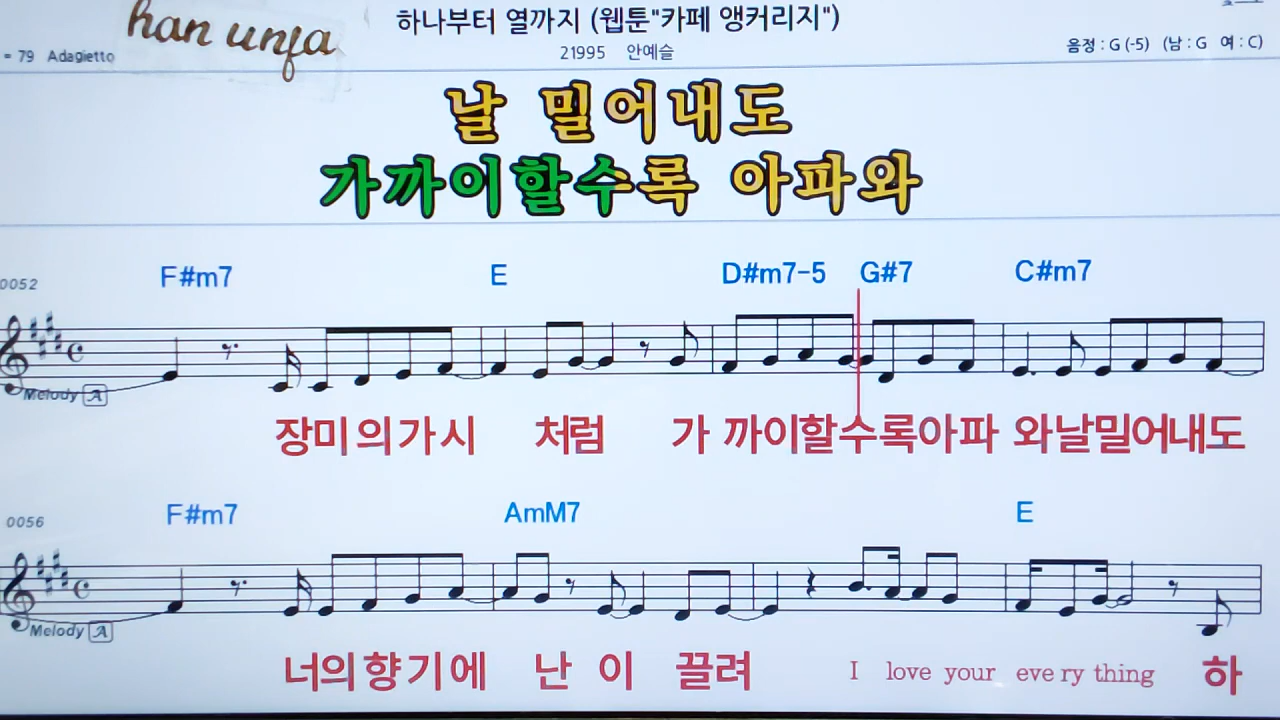 han unja
하나부터 열까지 (웹툰"카페 앵커리지")
= 79 Adagietto
21995 안예슬
음정 : G (-5) (남 : G 여 : C)
날 밀어내도
가까이할수록 아파와
0052
F#m7 E D#m7-5 G#7 C#m7
Melody A
장미의가시 처럼 가 까이할수록아파 와날밀어내도
0056
F#m7 AmM7 E
Melody A
너의향기에 난 이 끌려 I love your eve ry thing 하